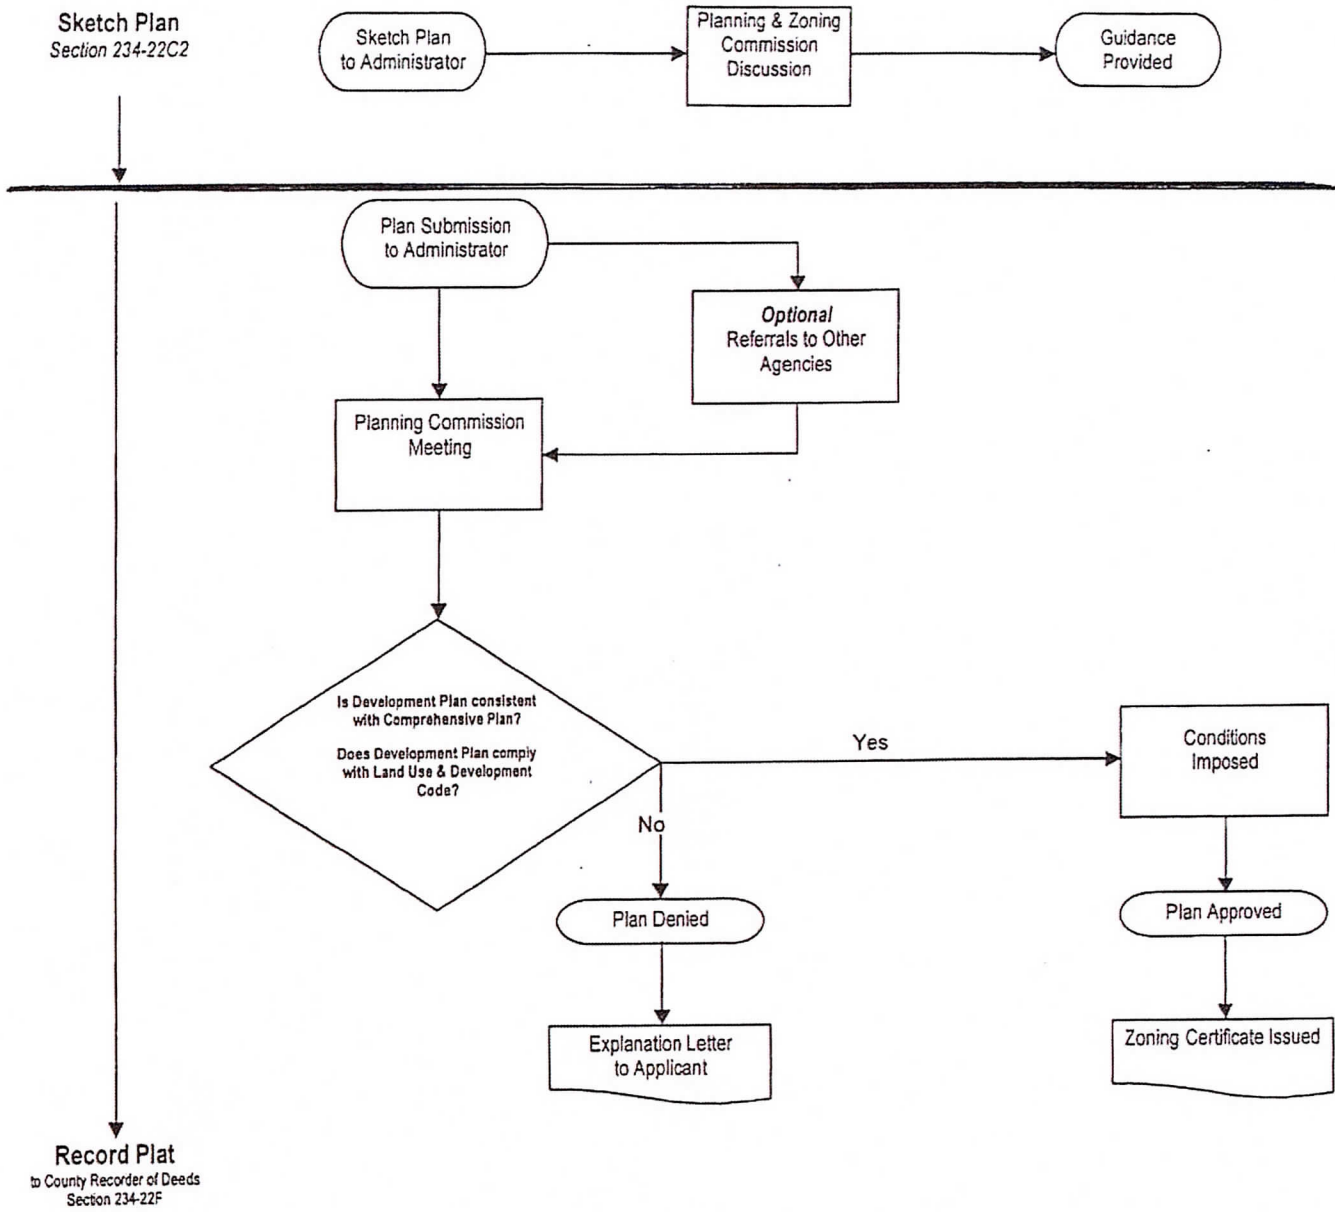 Sketch Plan
Section 234-22C2
Sketch Plan
to Administrator
Planning & Zoning
Commission
Discussion
Guidance
Provided
Plan Submission
to Administrator
Optional
Referrals to Other
Agencies
Planning Commission
Meeting
Is Development Plan consistent
with Comprehensive Plan?
Does Development Plan comply
with Land Use & Development
Code?
Yes
No
Conditions
Imposed
Plan Denied
Plan Approved
Explanation Letter
to Applicant
Zoning Certificate Issued
Record Plat
to County Recorder of Deeds
Section 234-22F